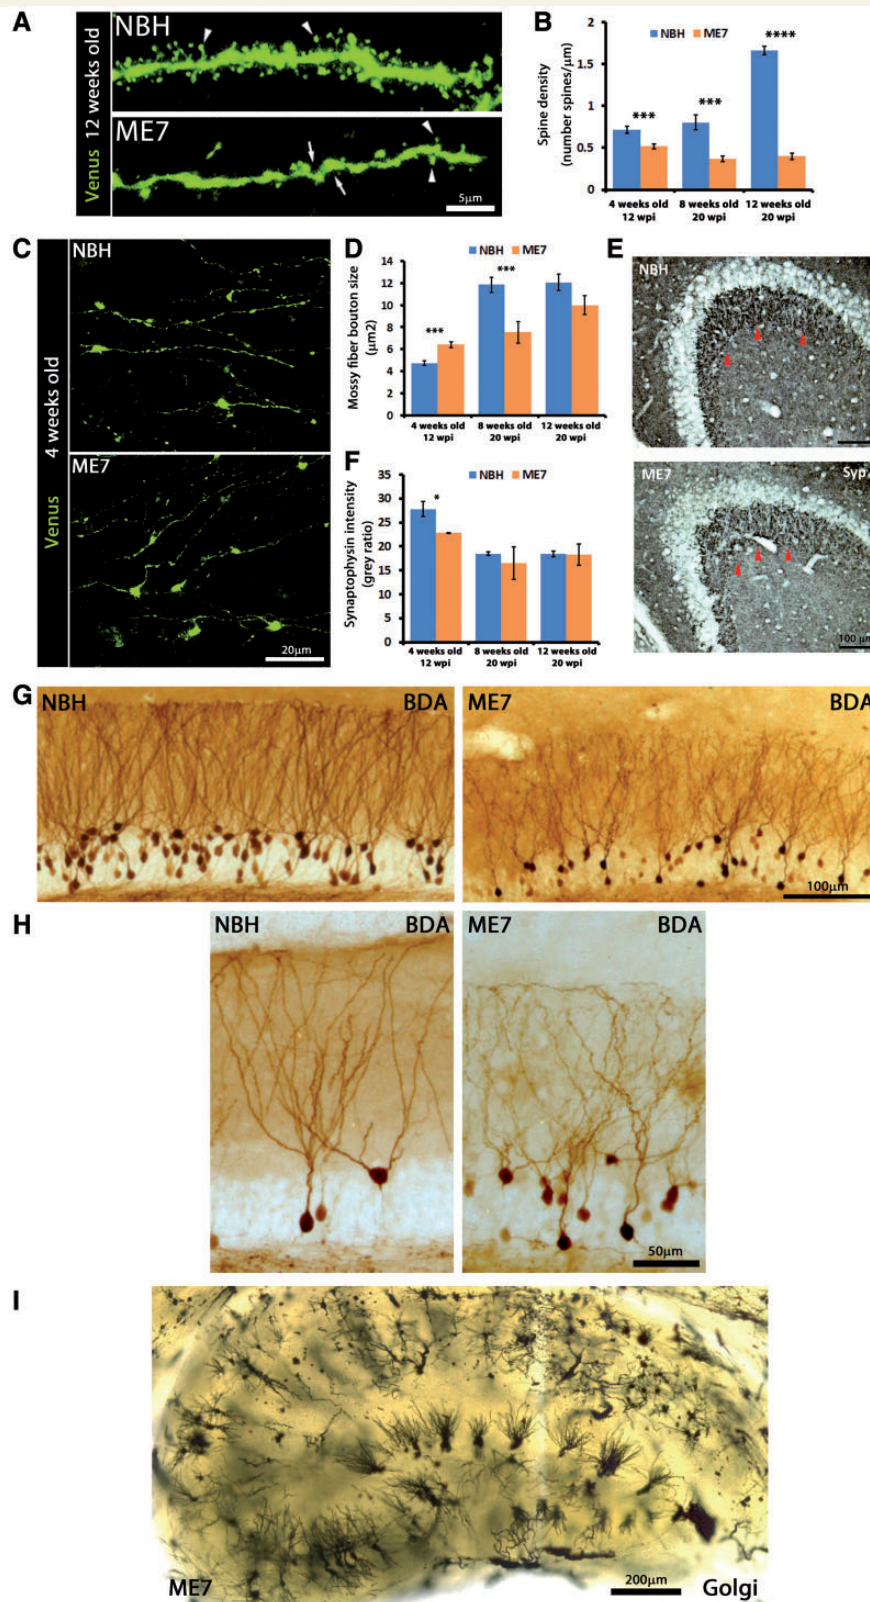 A
NBH
ME7
Venus 12 weeks old
5µm
B
NBH ME7
Spine density
(number spines/µm)
2
1.5
1
0.5
0
***
***
****
4 weeks old
12 wpi
8 weeks old
20 wpi
12 weeks old
20 wpi
C
NBH
ME7
Venus 4 weeks old
20µm
D
NBH ME7
Mossy fiber bouton size
(µm2)
14
12
10
8
6
4
2
0
***
***
4 weeks old
12 wpi
8 weeks old
20 wpi
12 weeks old
20 wpi
E
NBH
ME7
Syp
100 µm
F
NBH ME7
Synaptophysin intensity
(grey ratio)
35
30
25
20
15
10
5
0
*
4 weeks old
12 wpi
8 weeks old
20 wpi
12 weeks old
20 wpi
G
NBH BDA
ME7 BDA
100µm
H
NBH BDA
ME7 BDA
50µm
I
ME7
200µm
Golgi